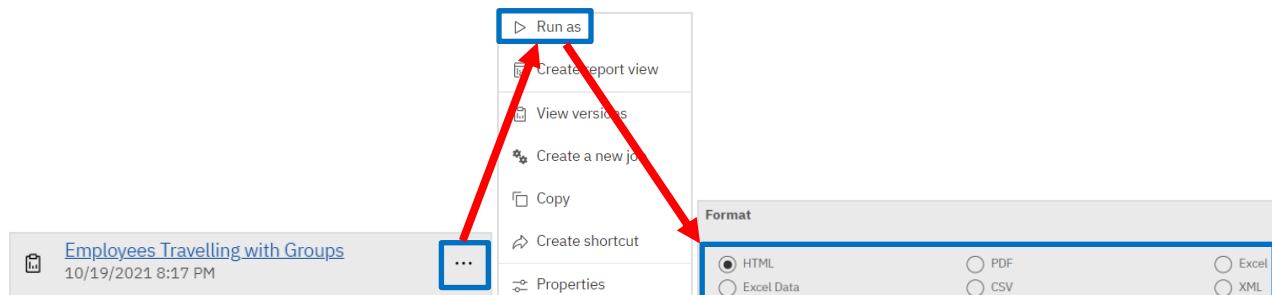 Run as
Create report view
View versions
Create a new job
Copy
Create shortcut
Properties
Employees Travelling with Groups
10/19/2021 8:17 PM
...
Format
HTML
PDF
Excel
Excel Data
CSV
XML